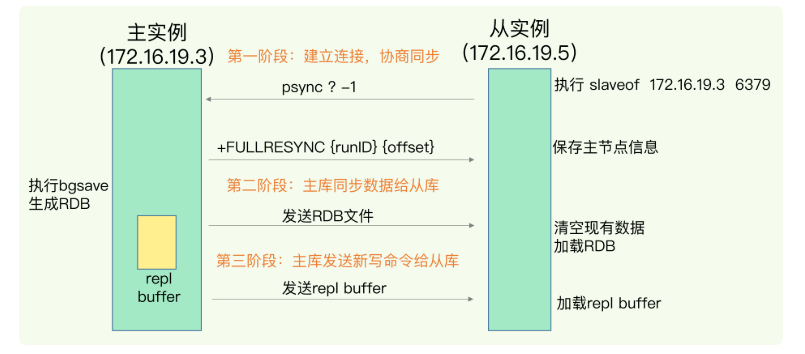 主实例
(172.16.19.3)
从实例
(172.16.19.5)
第一阶段：建立连接，协商同步
执行 slaveof 172.16.19.3 6379
psync ? -1
+FULLRESYNC {runID} {offset}
保存主节点信息
执行bgsave
生成RDB
第二阶段：主库同步数据给从库
发送RDB文件
清空现有数据
加载RDB
第三阶段：主库发送新写命令给从库
repl
buffer
发送repl buffer
加载repl buffer